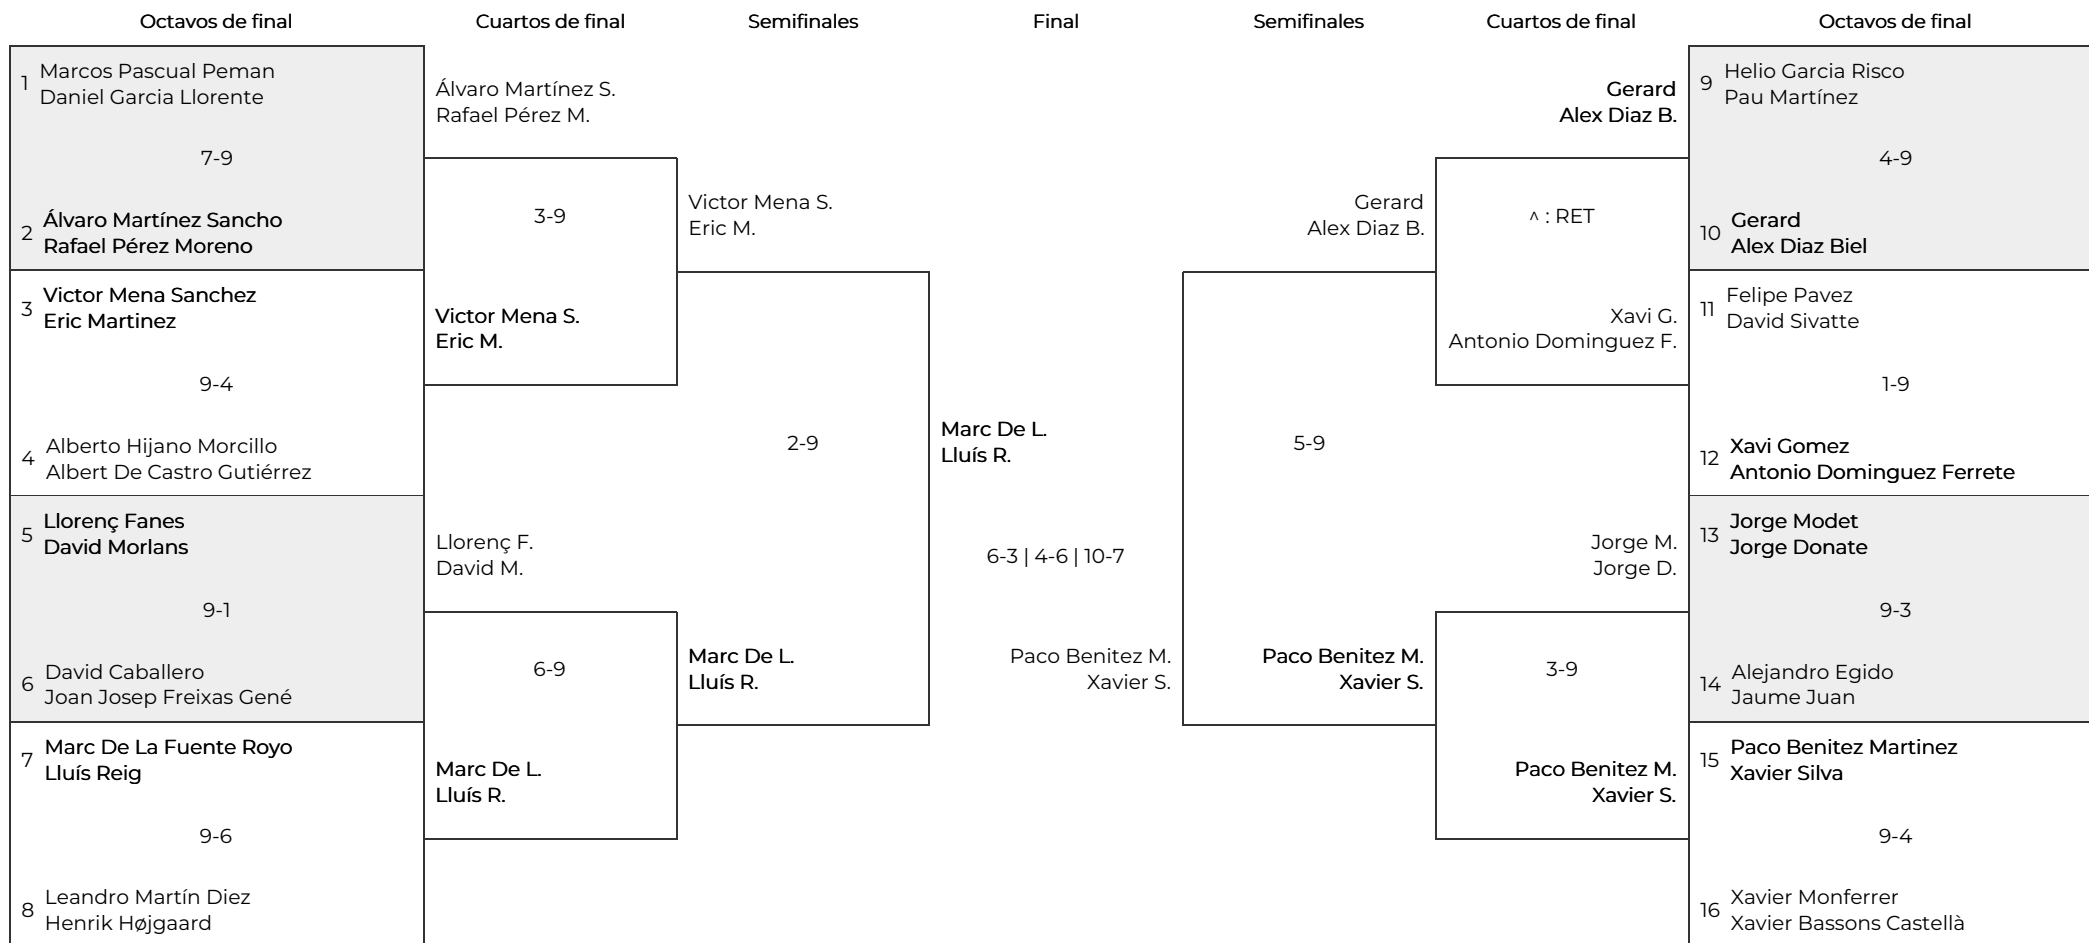 Octavos de final
Cuartos de final
Semifinales
Final
Semifinales
Cuartos de final
Octavos de final
1
Marcos Pascual Peman
Daniel Garcia Llorente
7-9
2
Álvaro Martínez Sancho
Rafael Pérez Moreno
3
Victor Mena Sanchez
Eric Martinez
9-4
4
Alberto Hijano Morcillo
Albert De Castro Gutiérrez
5
Llorenç Fanes
David Morlans
9-1
6
David Caballero
Joan Josep Freixas Gené
7
Marc De La Fuente Royo
Lluís Reig
9-6
8
Leandro Martín Diez
Henrik Højgaard
Álvaro Martínez S.
Rafael Pérez M.
3-9
Victor Mena S.
Eric M.
Llorenç F.
David M.
6-9
Marc De L.
Lluís R.
Victor Mena S.
Eric M.
2-9
Marc De L.
Lluís R.
Marc De L.
Lluís R.
6-3 | 4-6 | 10-7
Paco Benitez M.
Xavier S.
Gerard
Alex Diaz B.
5-9
Paco Benitez M.
Xavier S.
Gerard
Alex Diaz B.
^ : RET
Xavi G.
Antonio Dominguez F.
Jorge M.
Jorge D.
3-9
Paco Benitez M.
Xavier S.
9
Helio Garcia Risco
Pau Martínez
4-9
10
Gerard
Alex Diaz Biel
11
Felipe Pavez
David Sivatte
1-9
12
Xavi Gomez
Antonio Dominguez Ferrete
13
Jorge Modet
Jorge Donate
9-3
14
Alejandro Egido
Jaume Juan
15
Paco Benitez Martinez
Xavier Silva
9-4
16
Xavier Monferrer
Xavier Bassons Castellà